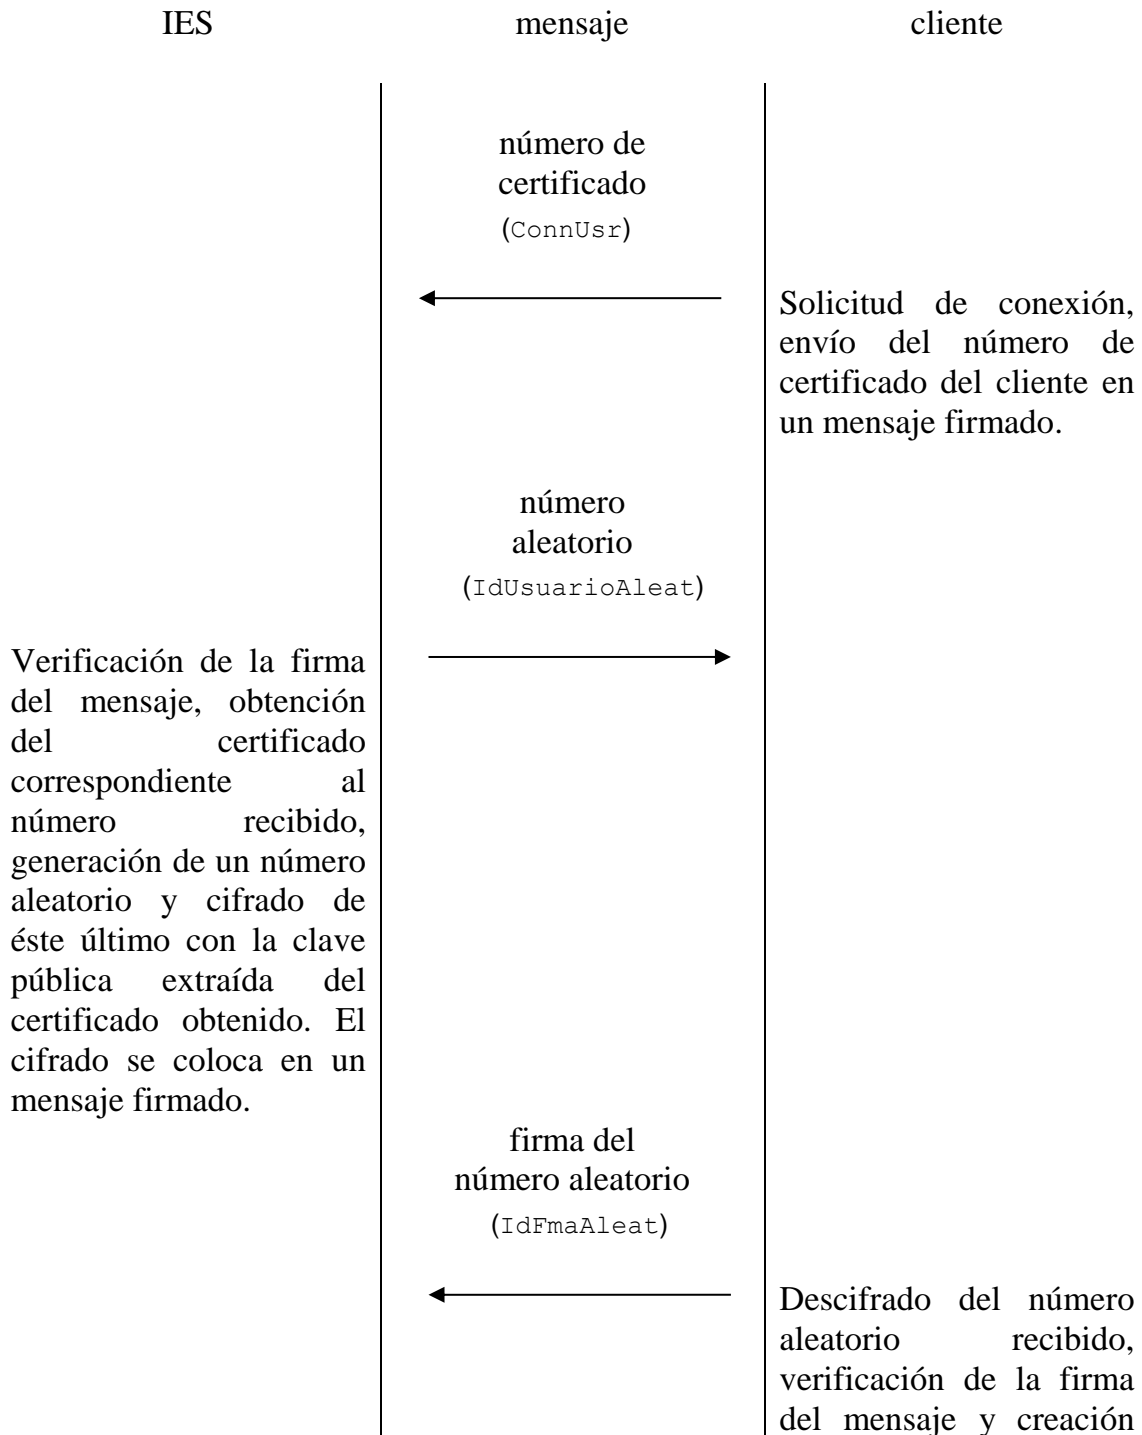 IES mensaje cliente
número de
certificado
(ConnUsr)
Solicitud de conexión,
envío del número de
certificado del cliente en
un mensaje firmado.
número
aleatorio
(IdUsuarioAleat)
Verificación de la firma
del mensaje, obtención
del certificado
correspondiente al
número recibido,
generación de un número
aleatorio y cifrado de
éste último con la clave
pública extraída del
certificado obtenido. El
cifrado se coloca en un
mensaje firmado.
firma del
número aleatorio
(IdFmaAleat)
Descifrado del número
aleatorio recibido,
verificación de la firma
del mensaje y creación